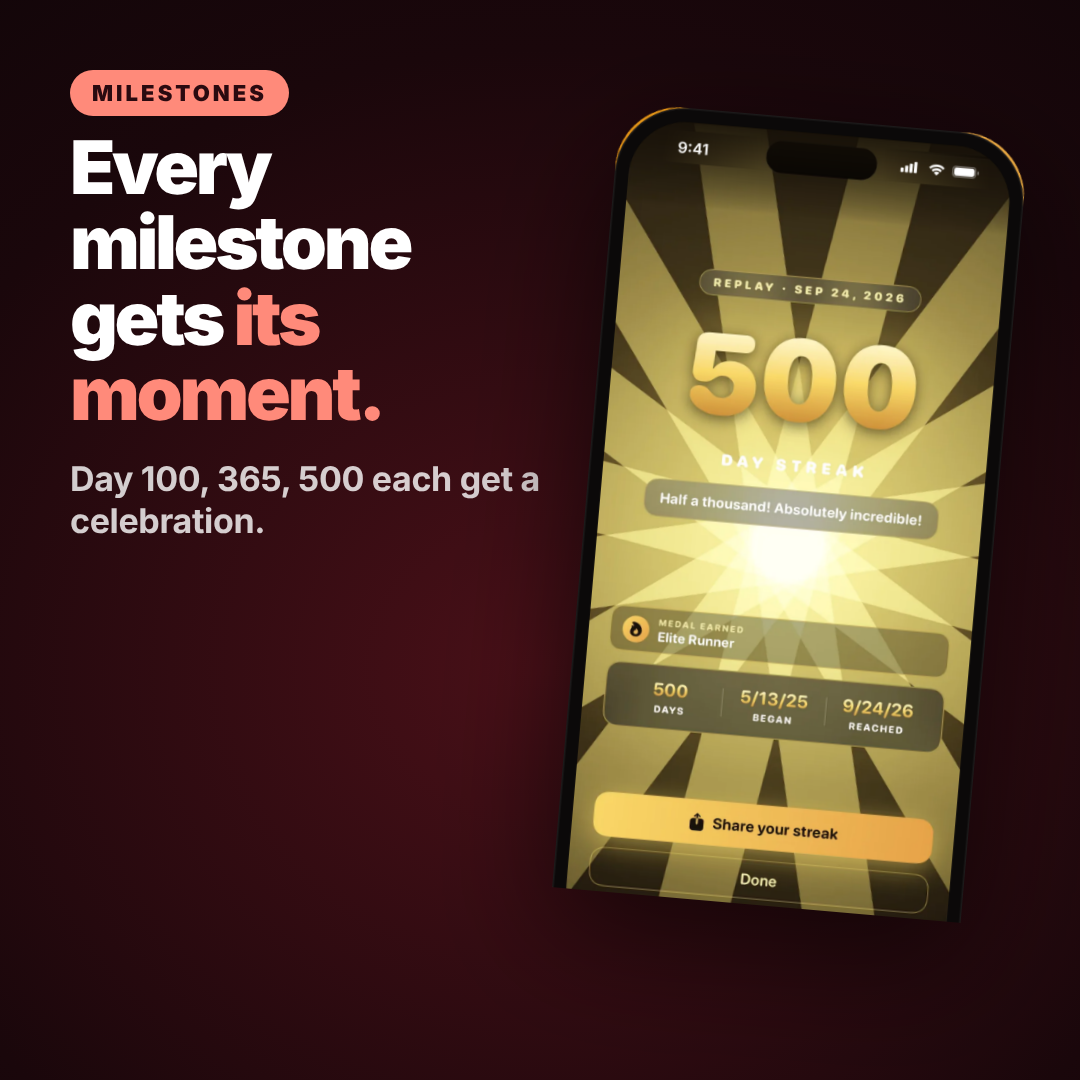 MILESTONES
Every
milestone
gets its
moment.
Day 100, 365, 500 each get a
celebration.
9:41
REPLAY · SEP 24, 2026
500
DAY STREAK
Half a thousand! Absolutely incredible!
MEDAL EARNED
Elite Runner
500 5/13/25 9/24/26
DAYS BEGAN REACHED
Share your streak
Done